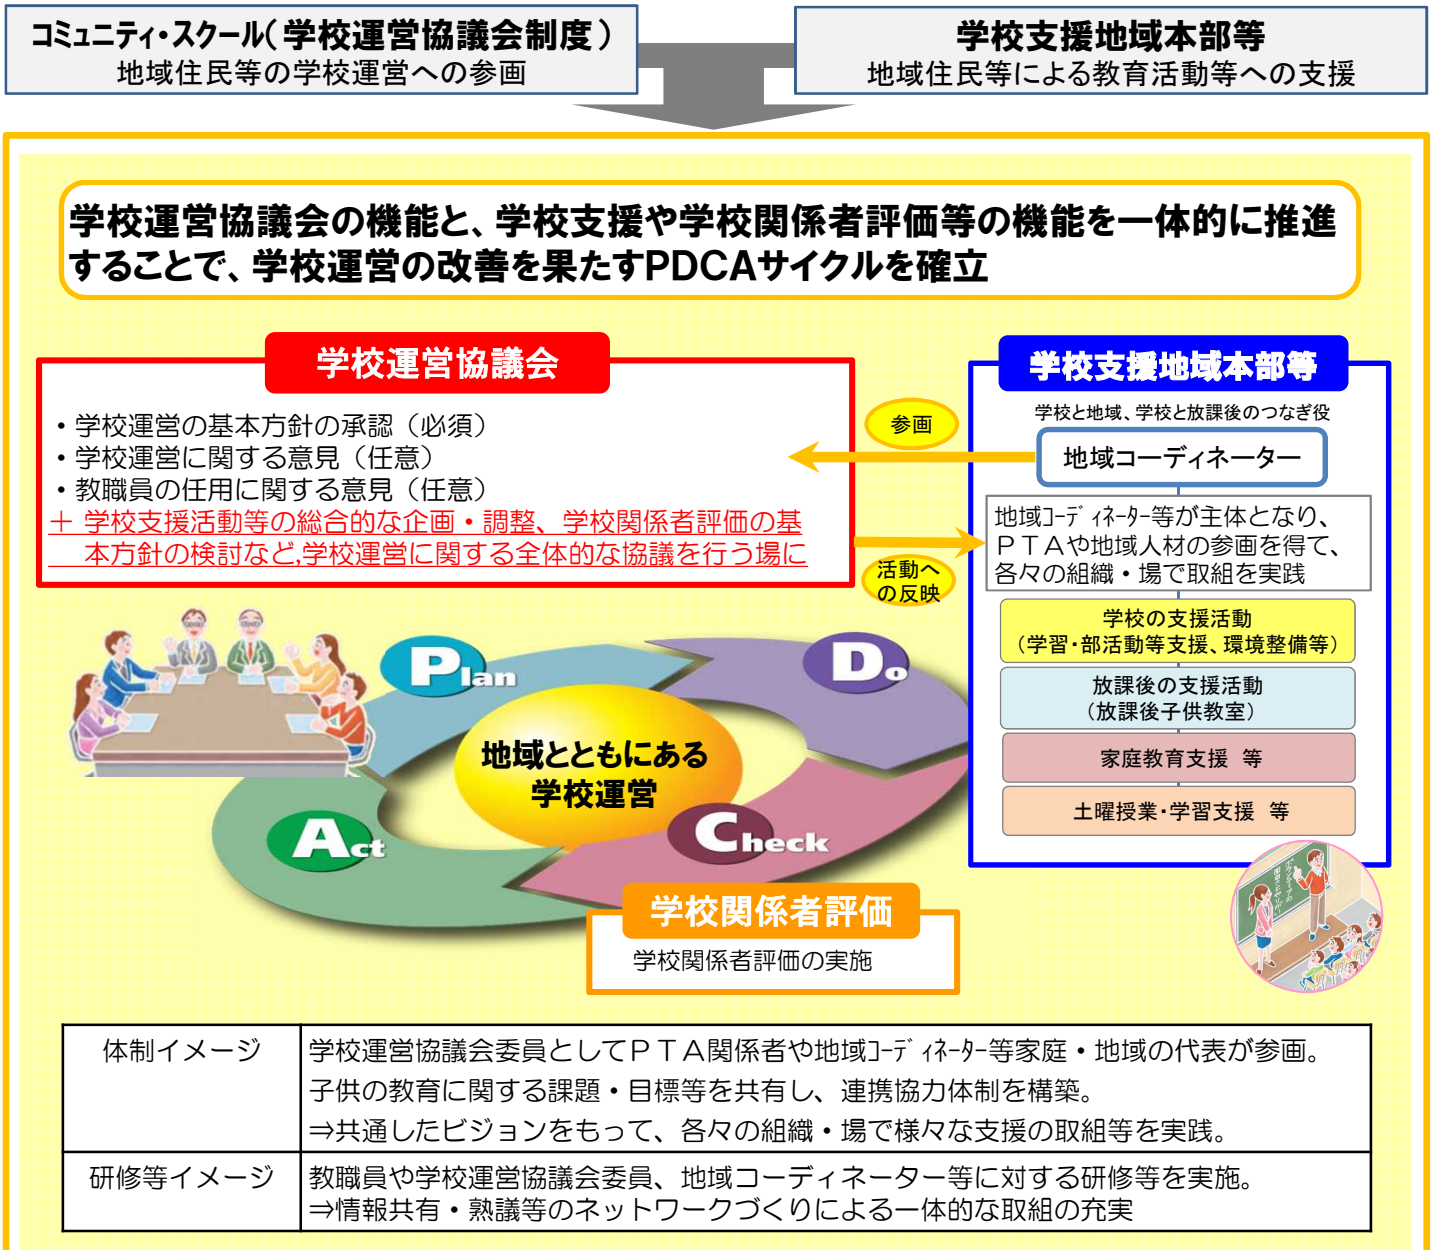 コミュニティ・スクール(学校運営協議会制度)
地域住民等の学校運営への参画
学校支援地域本部等
地域住民等による教育活動等への支援
学校運営協議会の機能と、学校支援や学校関係者評価等の機能を一体的に推進
することで、学校運営の改善を果たすPDCAサイクルを確立
学校運営協議会
・学校運営の基本方針の承認（必須）
・学校運営に関する意見（任意）
・教職員の任用に関する意見（任意）
＋ 学校支援活動等の総合的な企画・調整、学校関係者評価の基
本方針の検討など,学校運営に関する全体的な協議を行う場に
参画
活動へ
の反映
学校支援地域本部等
学校と地域、学校と放課後のつなぎ役
地域コーディネーター
地域ｺｰﾃﾞｨﾈｰﾀｰ等が主体となり、
ＰＴＡや地域人材の参画を得て、
各々の組織・場で取組を実践
学校の支援活動
（学習・部活動等支援、環境整備等）
放課後の支援活動
（放課後子供教室）
家庭教育支援 等
土曜授業・学習支援 等
Plan
Do
地域とともにある
学校運営
Act
Check
学校関係者評価
学校関係者評価の実施
体制イメージ
学校運営協議会委員としてＰＴＡ関係者や地域ｺｰﾃﾞｨﾈｰﾀｰ等家庭・地域の代表が参画。
子供の教育に関する課題・目標等を共有し、連携協力体制を構築。
⇒共通したビジョンをもって、各々の組織・場で様々な支援の取組等を実践。
研修等イメージ
教職員や学校運営協議会委員、地域コーディネーター等に対する研修等を実施。
⇒情報共有・熟議等のネットワークづくりによる一体的な取組の充実